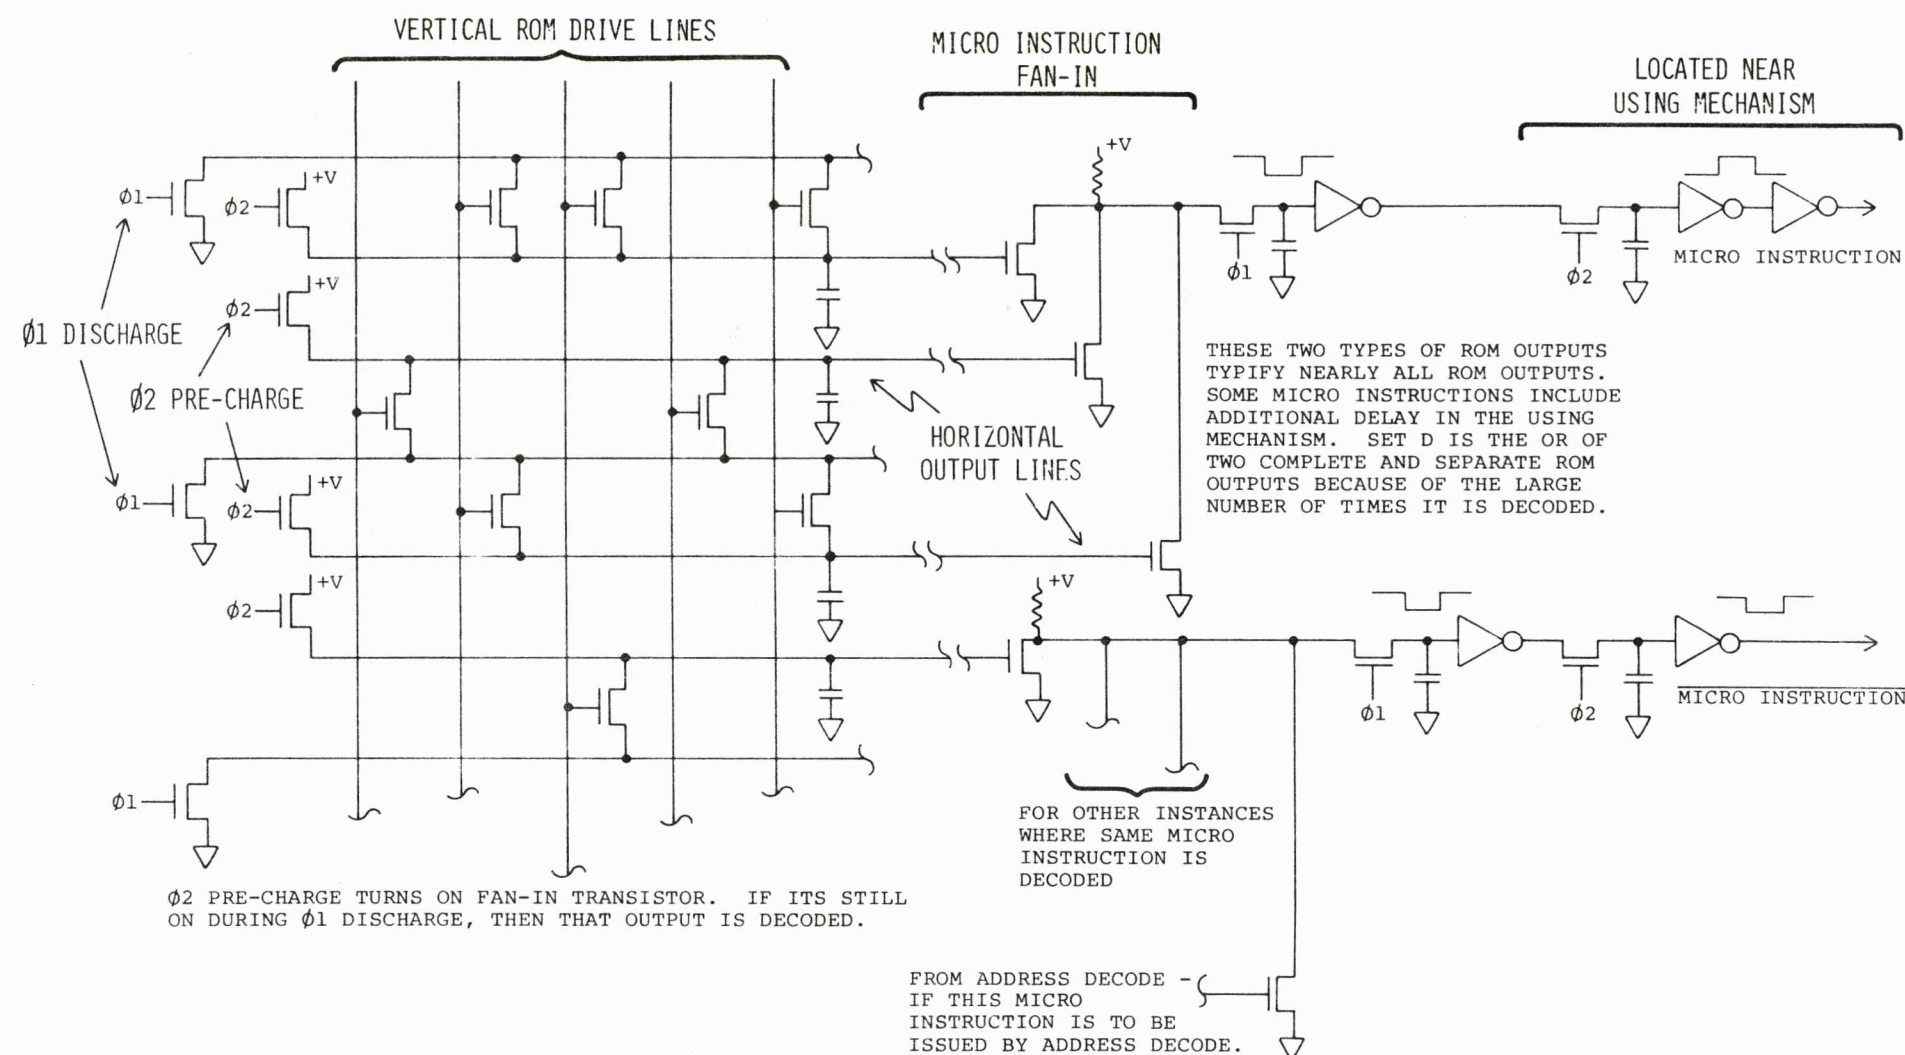 VERTICAL ROM DRIVE LINES
MICRO INSTRUCTION
FAN-IN
LOCATED NEAR
USING MECHANISM
+V
Ø1
Ø2
+V
Ø1
Ø2
MICRO INSTRUCTION
+V
Ø2
Ø1 DISCHARGE
Ø2 PRE-CHARGE
HORIZONTAL
OUTPUT LINES
THESE TWO TYPES OF ROM OUTPUTS
TYPIFY NEARLY ALL ROM OUTPUTS.
SOME MICRO INSTRUCTIONS INCLUDE
ADDITIONAL DELAY IN THE USING
MECHANISM. SET D IS THE OR OF
TWO COMPLETE AND SEPARATE ROM
OUTPUTS BECAUSE OF THE LARGE
NUMBER OF TIMES IT IS DECODED.
+V
Ø1
Ø2
+V
Ø2
+V
Ø1
Ø2
MICRO INSTRUCTION
Ø1
FOR OTHER INSTANCES
WHERE SAME MICRO
INSTRUCTION IS
DECODED
Ø2 PRE-CHARGE TURNS ON FAN-IN TRANSISTOR. IF ITS STILL
ON DURING Ø1 DISCHARGE, THEN THAT OUTPUT IS DECODED.
FROM ADDRESS DECODE -
IF THIS MICRO
INSTRUCTION IS TO BE
ISSUED BY ADDRESS DECODE.